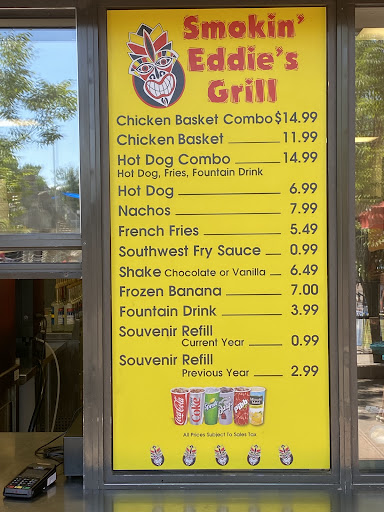 Smokin'
Eddie's
Grill
Chicken Basket Combo $14.99
Chicken Basket 11.99
Hot Dog Combo 14.99
Hot Dog, Fries, Fountain Drink
Hot Dog 6.99
Nachos 7.99
French Fries 5.49
Southwest Fry Sauce 0.99
Shake Chocolate or Vanilla 6.49
Frozen Banana 7.00
Fountain Drink 3.99
Souvenir Refill
Current Year 0.99
Souvenir Refill
Previous Year 2.99
Coca-Cola
Coke
All Prices Subject To Sales Tax